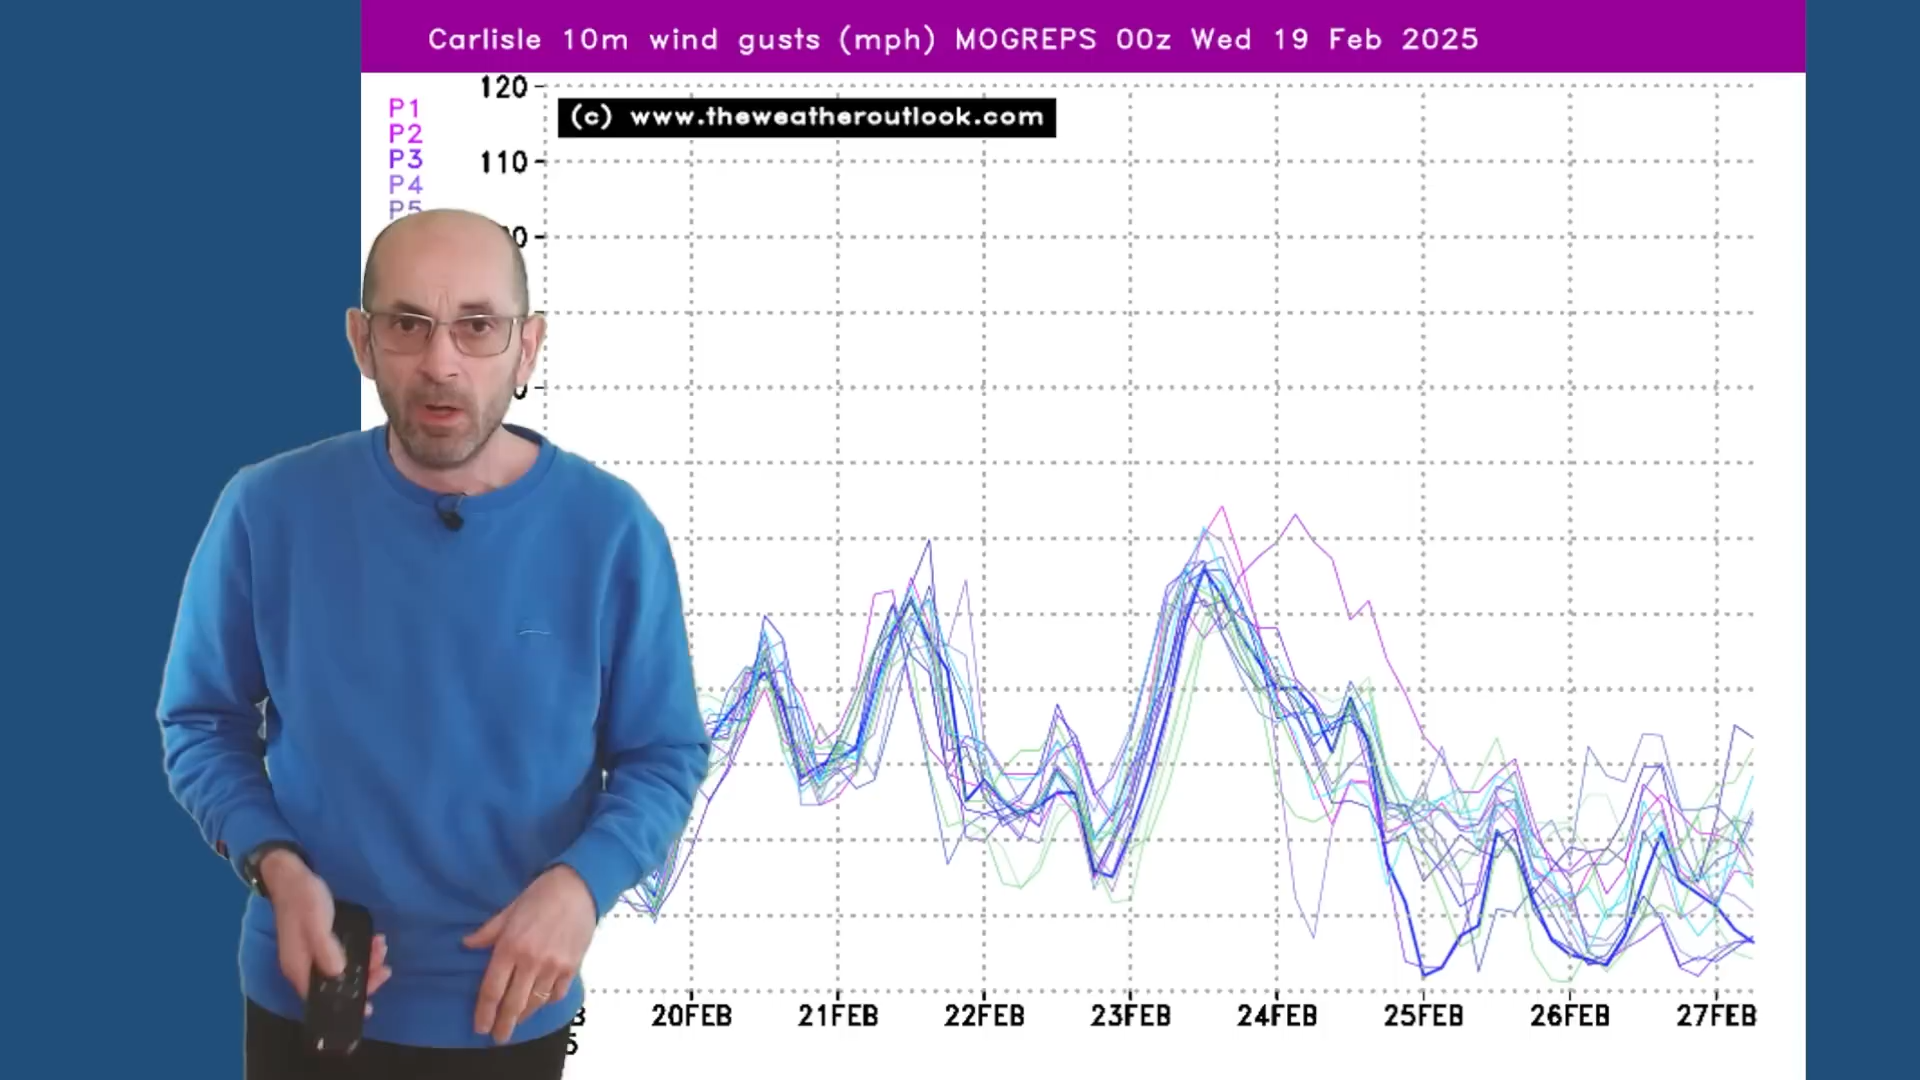 Carlisle 10m wind gusts (mph) MOGREPS 00z Wed 19 Feb 2025
120
(c) www.theweatheroutlook.com
P1
P2
110
P3
P4
P5
20FEB 21FEB 22FEB 23FEB 24FEB 25FEB 26FEB 27FEB